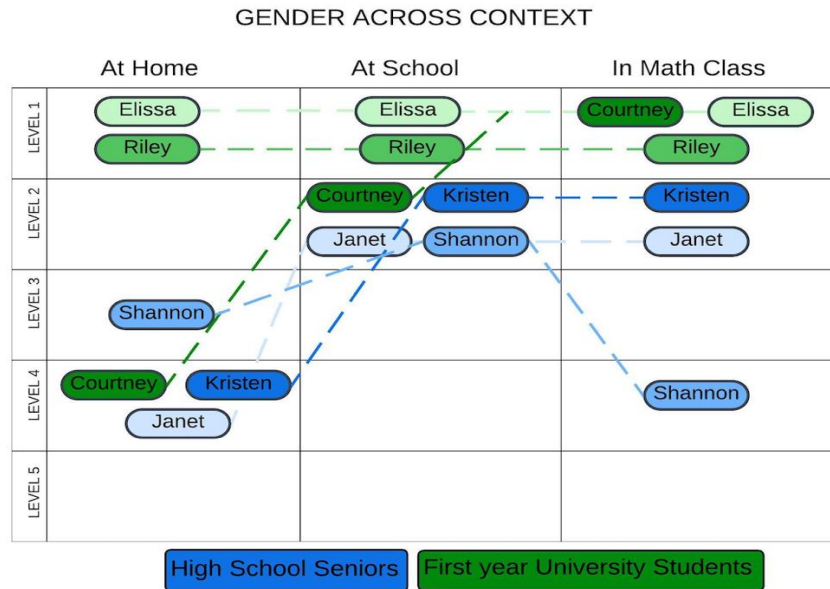 GENDER ACROSS CONTEXT
At Home At School In Math Class
LEVEL 1
Elissa Elissa Courtney Elissa
Riley Riley Riley
LEVEL 2
Courtney Kristen Kristen
Janet Shannon Janet
LEVEL 3
Shannon
LEVEL 4
Courtney Kristen Shannon
Janet
LEVEL 5
High School Seniors First year University Students